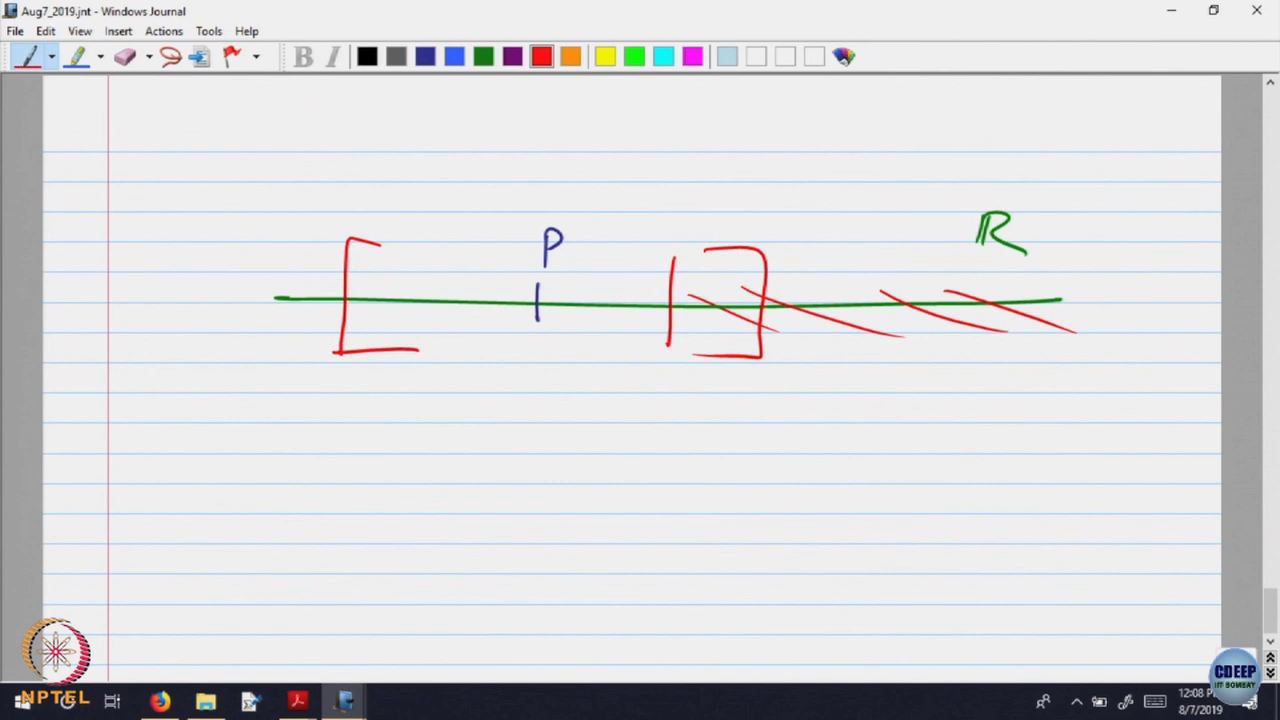 Aug7_2019.jnt - Windows Journal
File Edit View Insert Actions Tools Help
B I
P
ℝ
NPTEL
CDEEP
IIT BOMBAY
12:08 P
8/7/2019